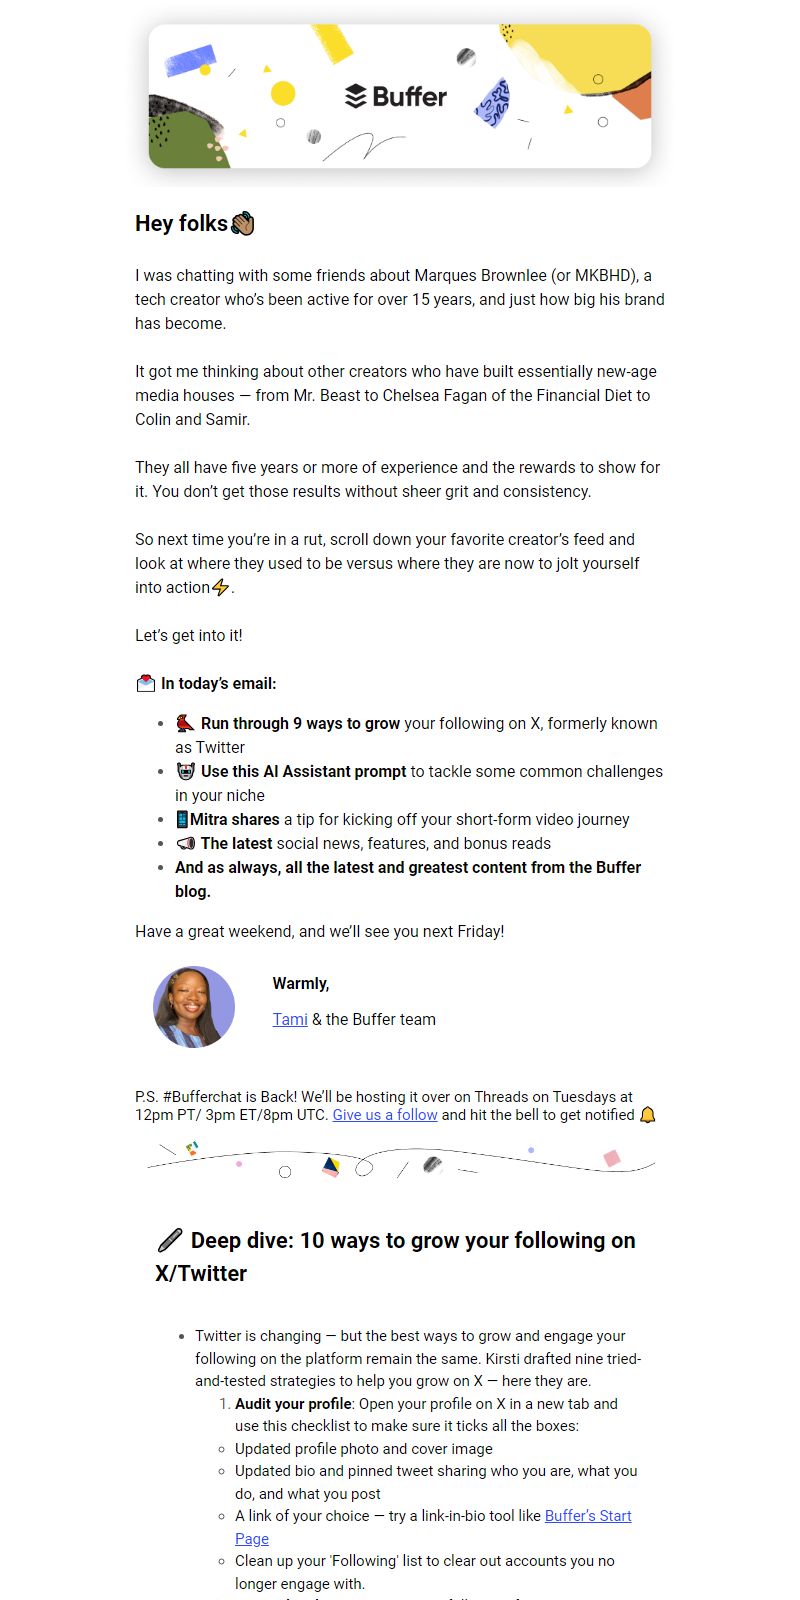 Buffer
Hey folks👋🏽
I was chatting with some friends about Marques Brownlee (or MKBHD), a
tech creator who’s been active for over 15 years, and just how big his brand
has become.
It got me thinking about other creators who have built essentially new-age
media houses — from Mr. Beast to Chelsea Fagan of the Financial Diet to
Colin and Samir.
They all have five years or more of experience and the rewards to show for
it. You don’t get those results without sheer grit and consistency.
So next time you’re in a rut, scroll down your favorite creator’s feed and
look at where they used to be versus where they are now to jolt yourself
into action⚡.
Let’s get into it!
💌 In today’s email:
• 🐦 Run through 9 ways to grow your following on X, formerly known
as Twitter
• 🤖 Use this AI Assistant prompt to tackle some common challenges
in your niche
• 📱Mitra shares a tip for kicking off your short-form video journey
• 📣 The latest social news, features, and bonus reads
• And as always, all the latest and greatest content from the Buffer
blog.
Have a great weekend, and we’ll see you next Friday!
Warmly,
Tami & the Buffer team
P.S. #Bufferchat is Back! We’ll be hosting it over on Threads on Tuesdays at
12pm PT/ 3pm ET/8pm UTC. Give us a follow and hit the bell to get notified 🔔
🖊 Deep dive: 10 ways to grow your following on
X/Twitter
• Twitter is changing — but the best ways to grow and engage your
following on the platform remain the same. Kirsti drafted nine tried-
and-tested strategies to help you grow on X — here they are.
1. Audit your profile: Open your profile on X in a new tab and
use this checklist to make sure it ticks all the boxes:
◦ Updated profile photo and cover image
◦ Updated bio and pinned tweet sharing who you are, what you
do, and what you post
◦ A link of your choice — try a link-in-bio tool like Buffer’s Start
Page
◦ Clean up your 'Following' list to clear out accounts you no
longer engage with.